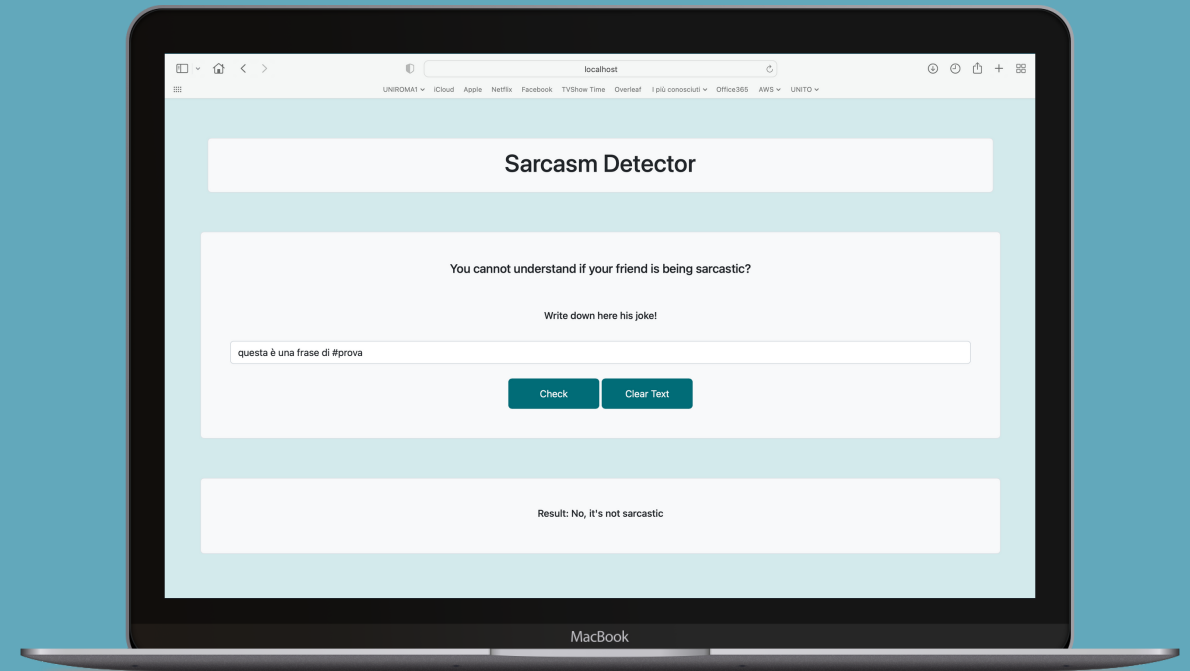 localhost
UNIROMA1 iCloud Apple Netflix Facebook TVShow Time Overleaf I più conosciuti Office365 AWS UNITO
Sarcasm Detector
You cannot understand if your friend is being sarcastic?
Write down here his joke!
questa è una frase di #prova
Check Clear Text
Result: No, it's not sarcastic
MacBook